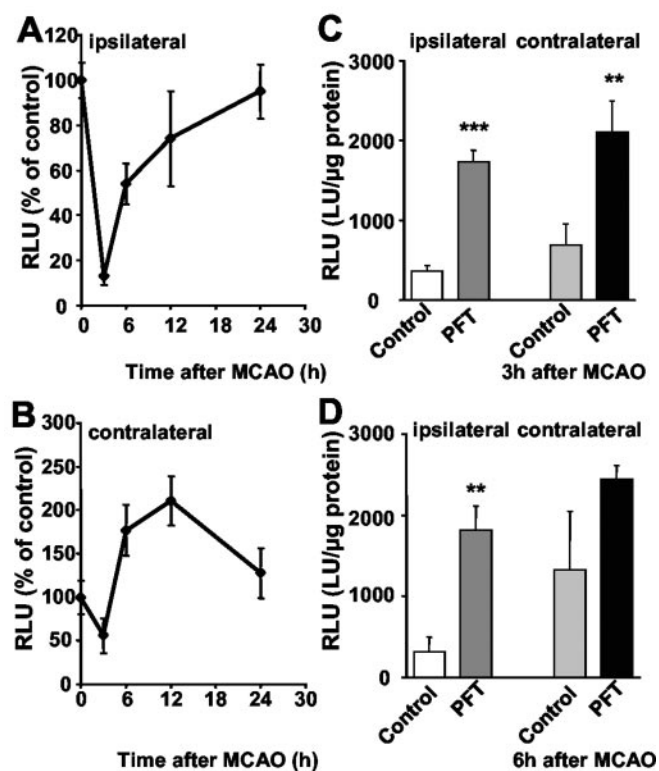 A
ipsilateral
RLU (% of control)
120
100
80
60
40
20
0
0 6 12 18 24 30
Time after MCAO (h)
B
contralateral
RLU (% of control)
300
250
200
150
100
50
0
0 6 12 18 24 30
Time after MCAO (h)
C
ipsilateral contralateral
RLU (LU/µg protein)
3000
2000
1000
0
***
**
Control PFT Control PFT
3h after MCAO
D
ipsilateral contralateral
RLU (LU/µg protein)
3000
2000
1000
0
**
Control PFT Control PFT
6h after MCAO